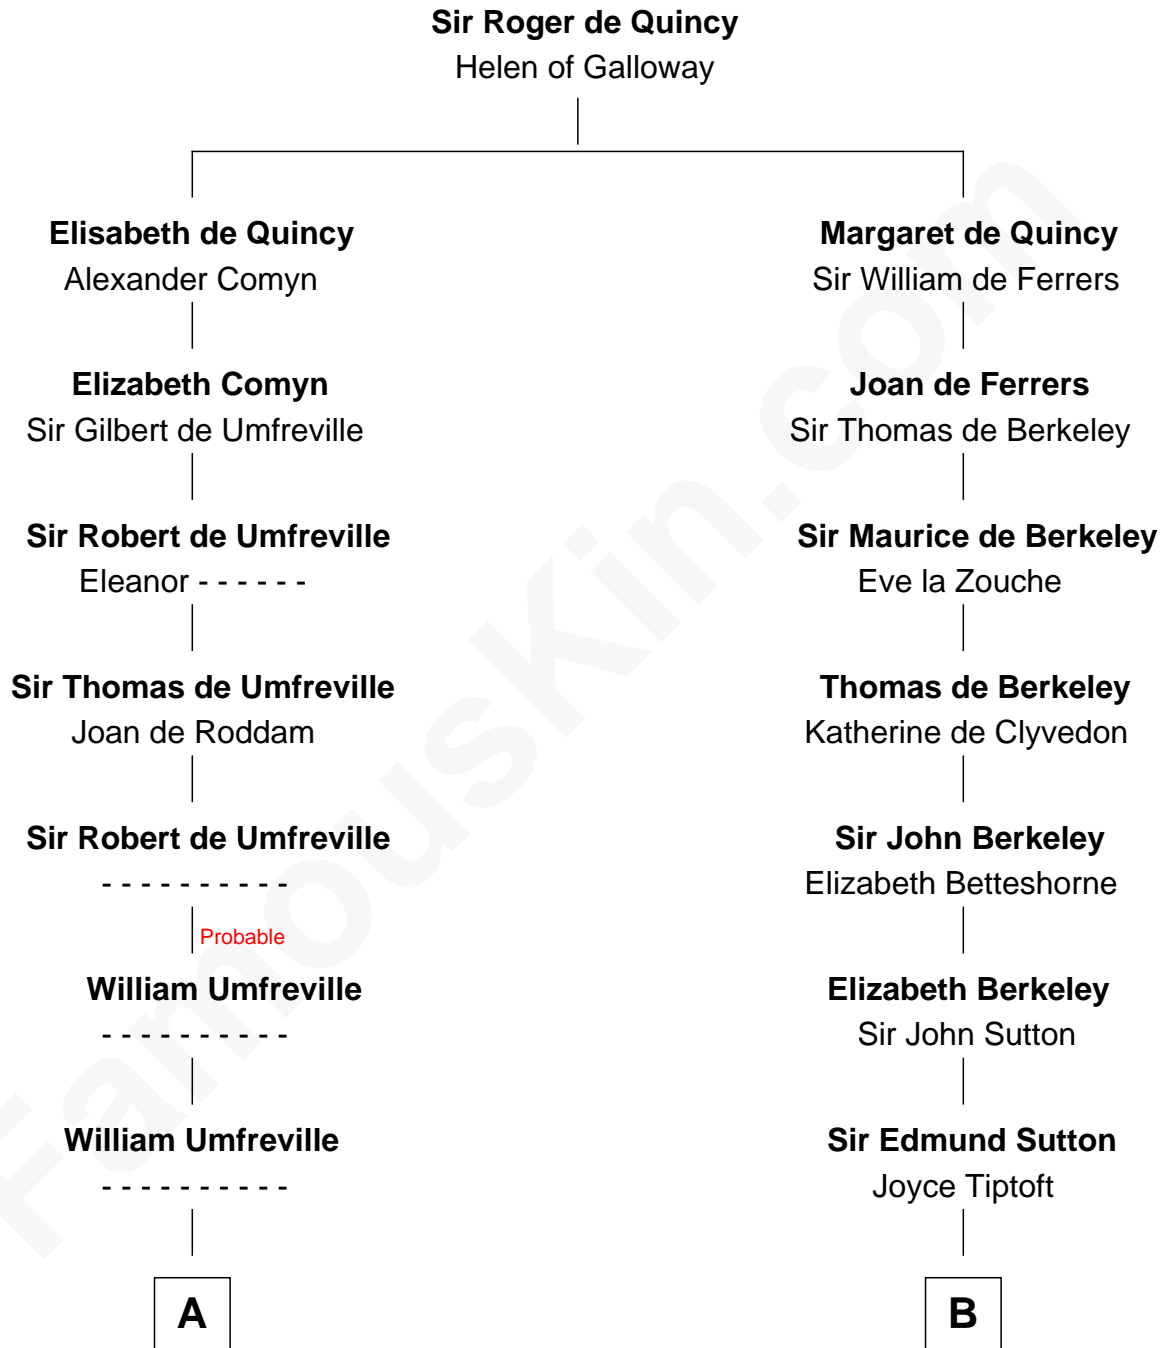 Sir Roger de Quincy
Helen of Galloway
Elisabeth de Quincy
Alexander Comyn
Margaret de Quincy
Sir William de Ferrers
Elizabeth Comyn
Sir Gilbert de Umfreville
Joan de Ferrers
Sir Thomas de Berkeley
Sir Robert de Umfreville
Eleanor - - - - - -
Sir Maurice de Berkeley
Eve la Zouche
Sir Thomas de Umfreville
Joan de Roddam
Thomas de Berkeley
Katherine de Clyvedon
Sir Robert de Umfreville
- - - - - - - - - -
Sir John Berkeley
Elizabeth Betteshorne
Probable
William Umfreville
- - - - - - - - - -
Elizabeth Berkeley
Sir John Sutton
William Umfreville
- - - - - - - - - -
Sir Edmund Sutton
Joyce Tiptoft
A
B
FamousKin.com